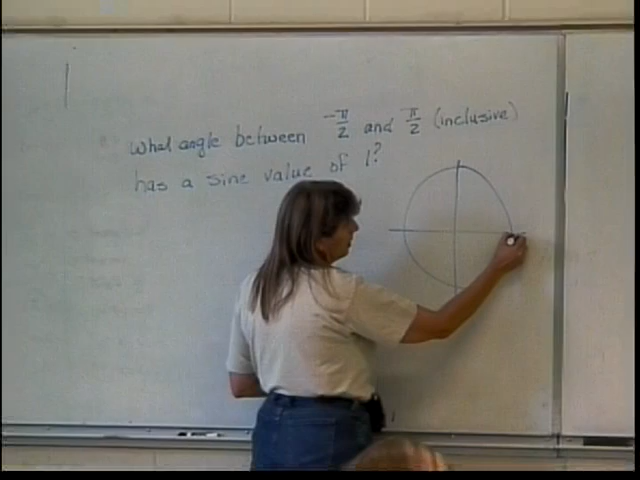 What angle between -π/2 and π/2 (inclusive)
has a sine value of 1?